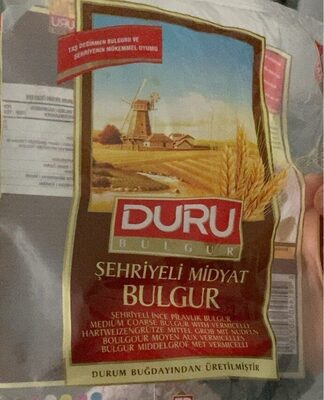 DURU
TAŞ DEĞİRMEN BULGURU VE
ŞEHRİYENİN MÜKEMMEL UYUMU
DURU
BULGUR
ŞEHRİYELİ MİDYAT
BULGUR
ŞEHRİYELİ İNCE PİLAVLIK BULGUR
MEDIUM COARSE BULGUR WITH VERMICELLI
HARTWEIZENGRÜTZE MITTEL GROB MIT NUDELN
BOULGOUR MOYEN AUX VERMICELLES
BULGUR MIDDELGROF MET VERMICELLI
DURUM BUĞDAYINDAN ÜRETİLMİŞTİR